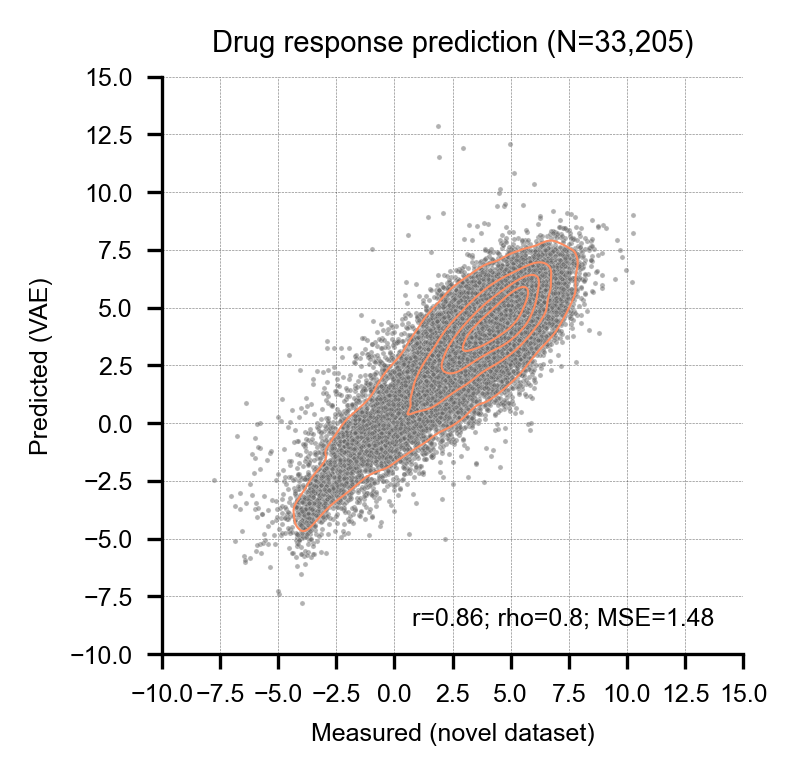 Drug response prediction (N=33,205)
15.0
12.5
10.0
7.5
5.0
2.5
0.0
−2.5
−5.0
−7.5
−10.0
Predicted (VAE)
r=0.86; rho=0.8; MSE=1.48
−10.0 −7.5 −5.0 −2.5 0.0 2.5 5.0 7.5 10.0 12.5 15.0
Measured (novel dataset)